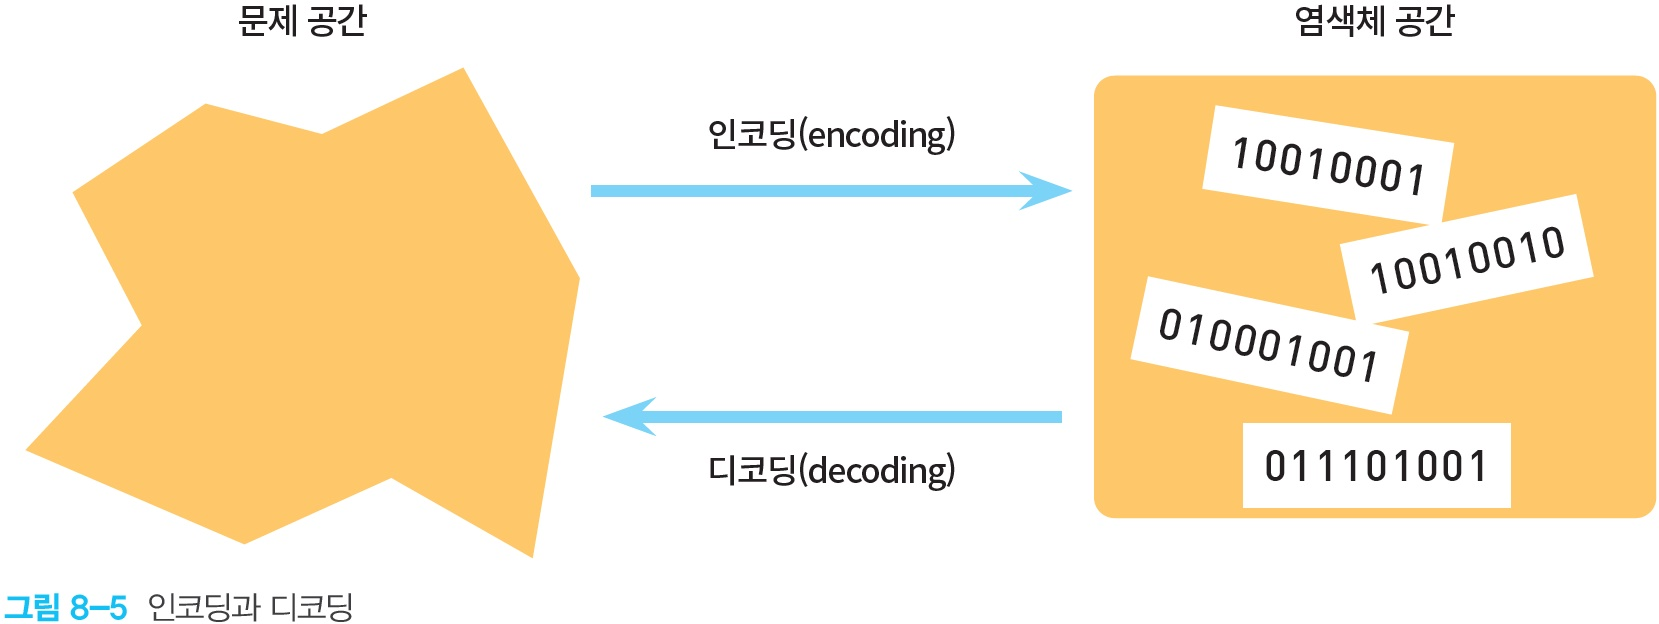 문제 공간
염색체 공간
인코딩(encoding)
10010001
10010010
010001001
디코딩(decoding)
011101001
그림 8–5 인코딩과 디코딩